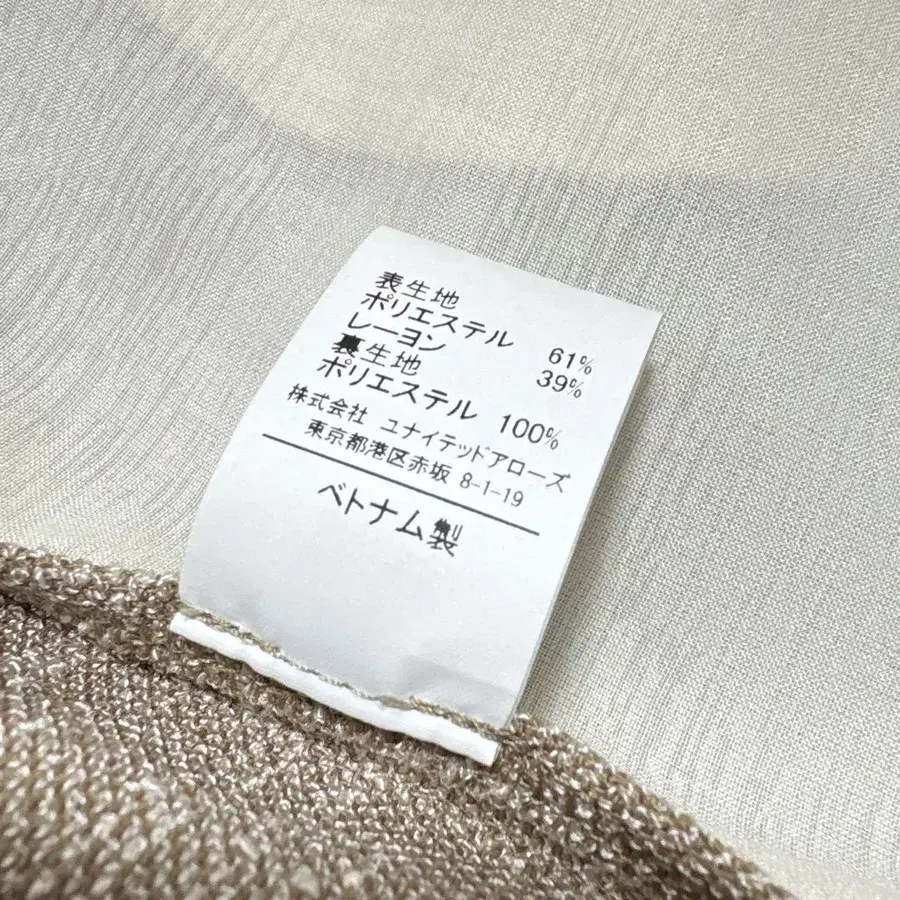 表生地
ポリエステル 61%
レーヨン 39%
裏生地
ポリエステル 100%
株式会社 ユナイテッドアローズ
東京都港区赤坂 8-1-19
ベトナム製